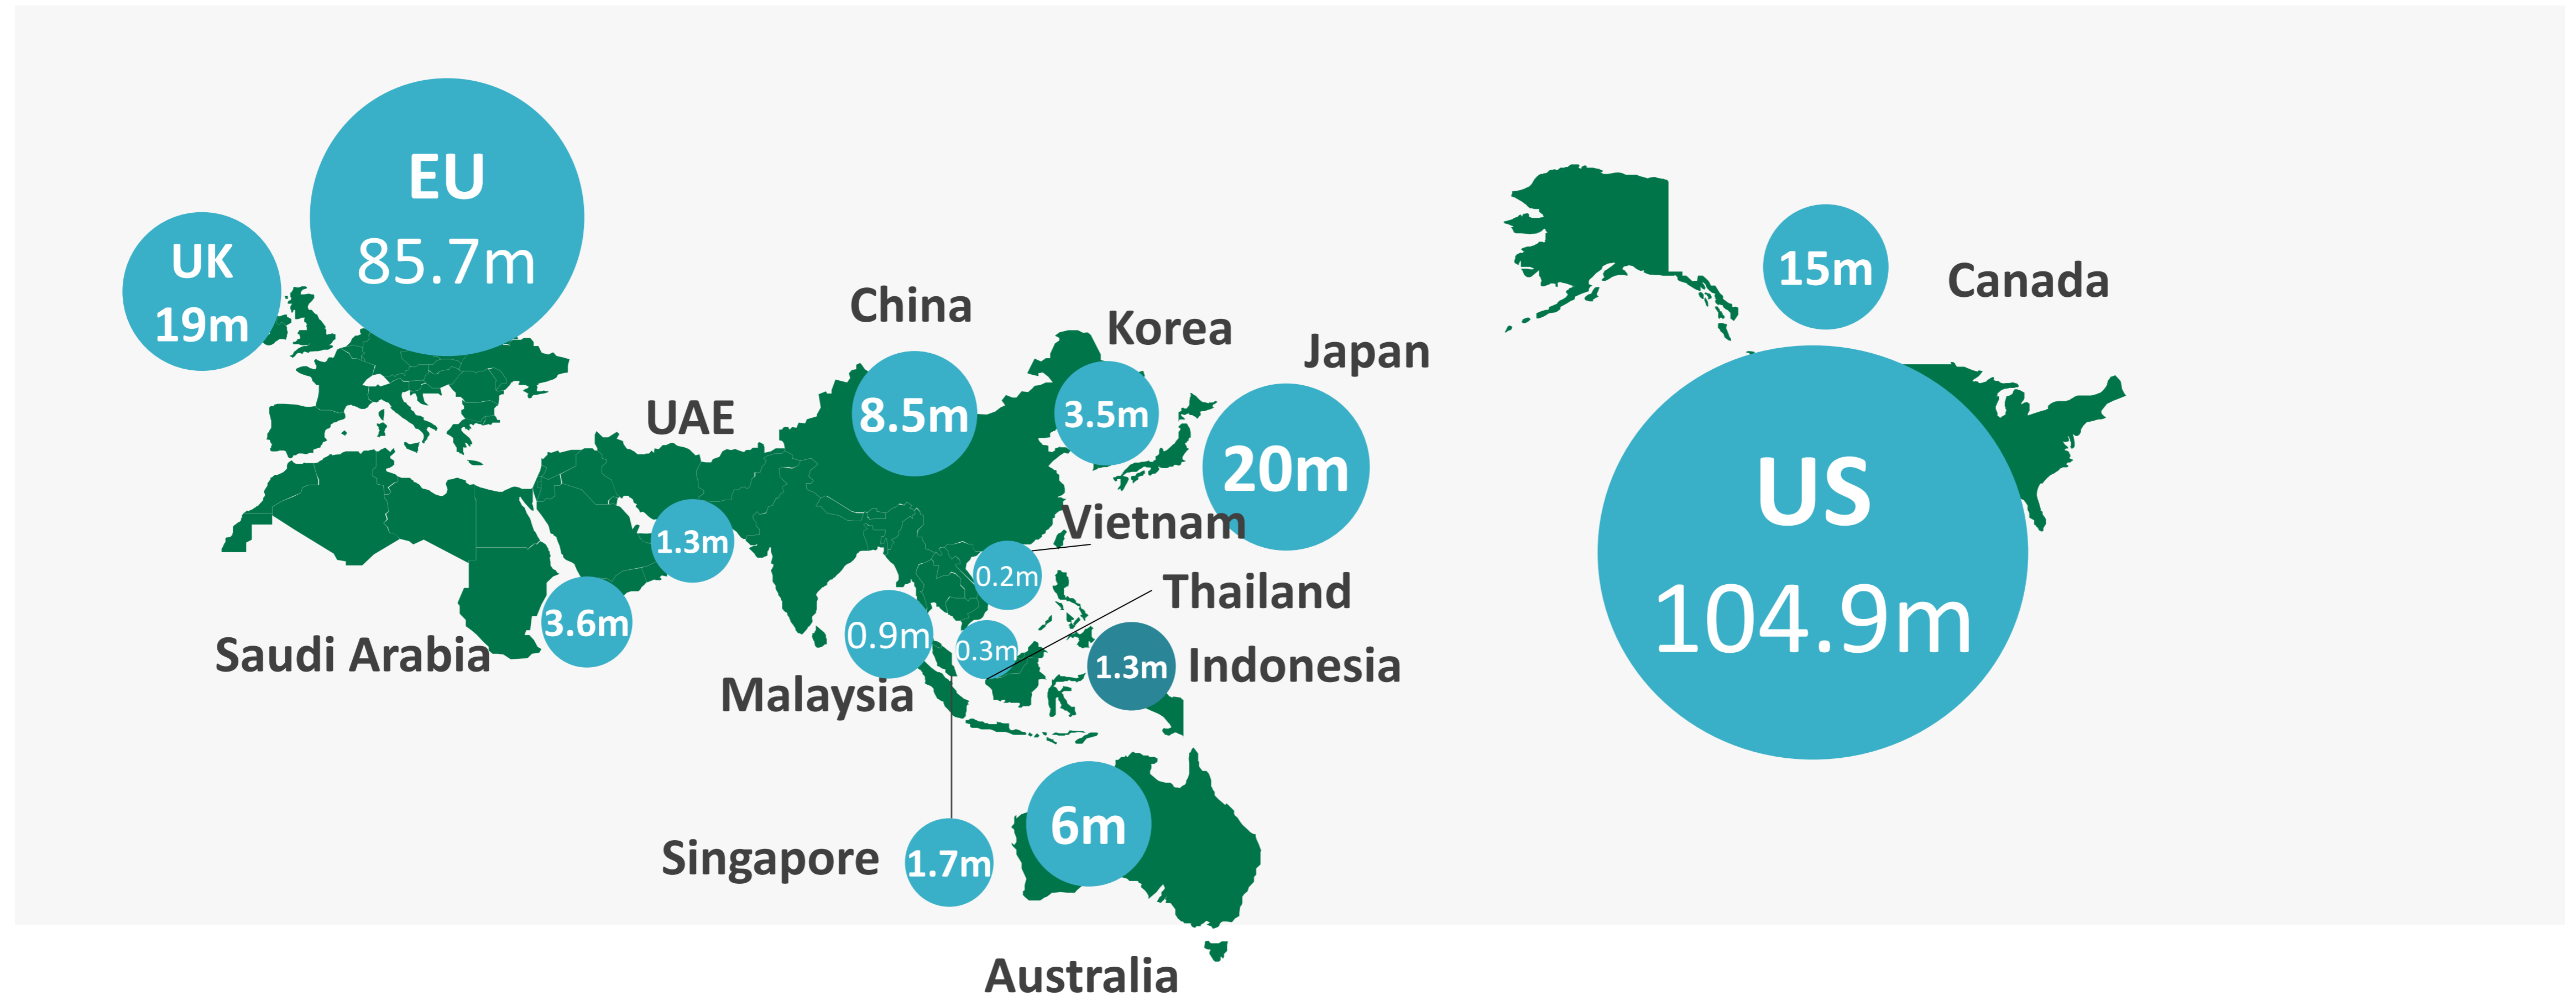 EU
85.7m
UK
19m
China
8.5m
Korea
3.5m
Japan
20m
15m
Canada
UAE
1.3m
US
104.9m
Vietnam
0.2m
Thailand
0.3m
Saudi Arabia
3.6m
0.9m
Malaysia
1.3m
Indonesia
Singapore
1.7m
6m
Australia